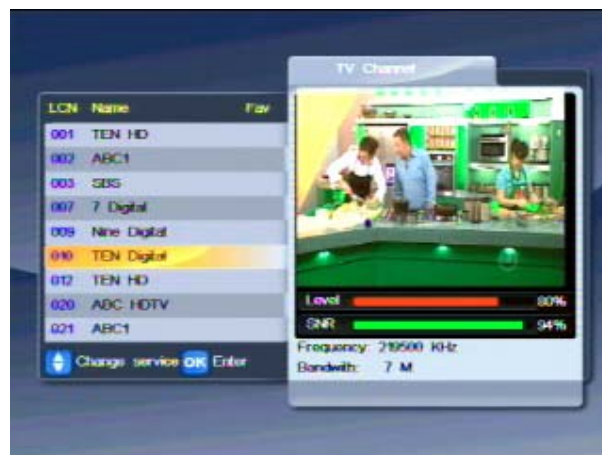 TV Channel
LCN Name Fav
001 TEN HD
002 ABC1
003 SBS
007 7 Digital
009 Nine Digital
010 TEN Digital
012 TEN HD
020 ABC HDTV
021 ABC1
Change service OK Enter
Level 80%
SNR 94%
Frequency: 219500 KHz
Bandwith: 7 M